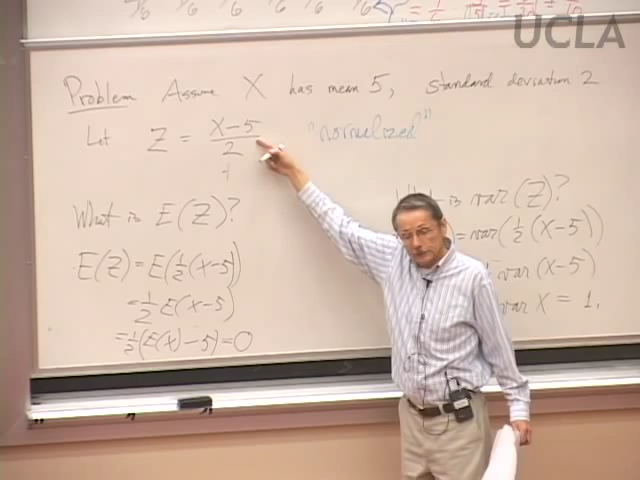 UCLA
Problem Assume X has mean 5, standard deviation 2
Let Z = (X-5)/2 "normalized"
What is E(Z)?
E(Z) = E(½(X-5))
= ½ E(X-5)
= ½(E(X) - 5) = 0
is var(Z)?
= var(½(X-5))
var(X-5)
var X = 1.